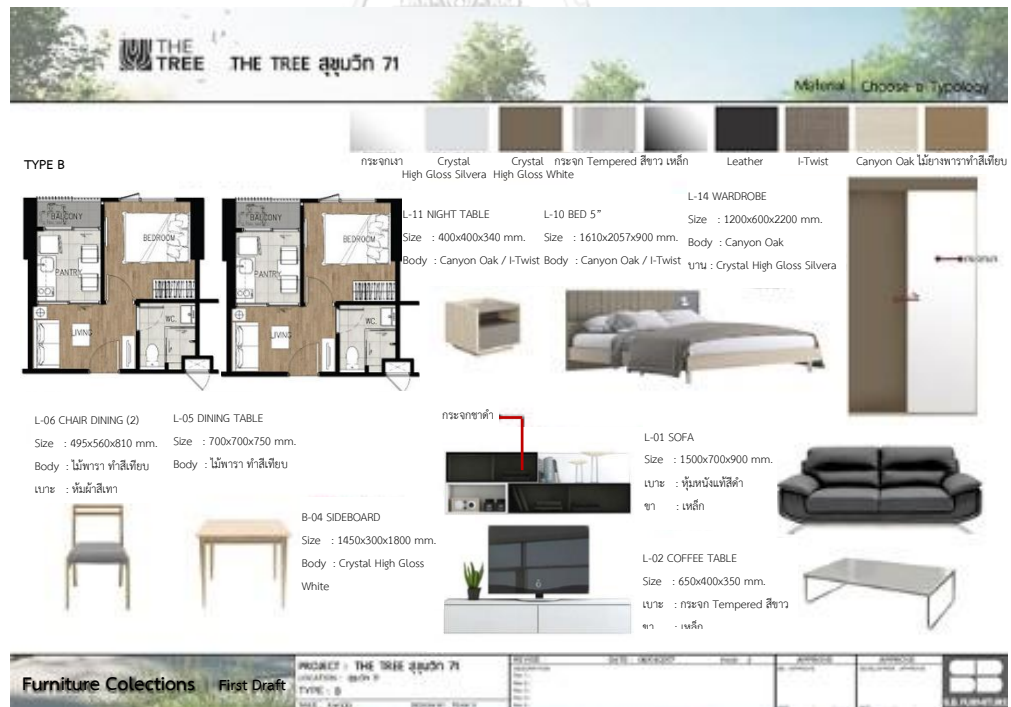 THE
TREE
THE TREE สุขุมวิท 71
Material Choose a Typology
TYPE B
กระจกเงา
Crystal
High Gloss Silvera
Crystal
High Gloss White
กระจก Tempered สีขาว
เหล็ก
Leather
I-Twist
Canyon Oak
ไม้ยางพาราทำสีเทียบ
BALCONY
BEDROOM
PANTRY
WC.
LIVING
BALCONY
BEDROOM
PANTRY
WC.
LIVING
L-11 NIGHT TABLE
Size : 400x400x340 mm.
Body : Canyon Oak / I-Twist
L-10 BED 5”
Size : 1610x2057x900 mm.
Body : Canyon Oak / I-Twist
L-14 WARDROBE
Size : 1200x600x2200 mm.
Body : Canyon Oak
บาน : Crystal High Gloss Silvera
L-06 CHAIR DINING (2)
Size : 495x560x810 mm.
Body : ไม้พารา ทำสีเทียบ
เบาะ : หัมผ้าสีเทา
L-05 DINING TABLE
Size : 700x700x750 mm.
Body : ไม้พารา ทำสีเทียบ
B-04 SIDEBOARD
Size : 1450x300x1800 mm.
Body : Crystal High Gloss
White
กระจกชาดำ
L-01 SOFA
Size : 1500x700x900 mm.
เบาะ : หุ้มหนังแท้สีดำ
ขา : เหล็ก
L-02 COFFEE TABLE
Size : 650x400x350 mm.
เบาะ : กระจก Tempered สีขาว
ขา : เหล็ก
Furniture Colections First Draft
PROJECT : THE TREE สุขุมวิท 71
TYPE : B
S.B. FURNITURE